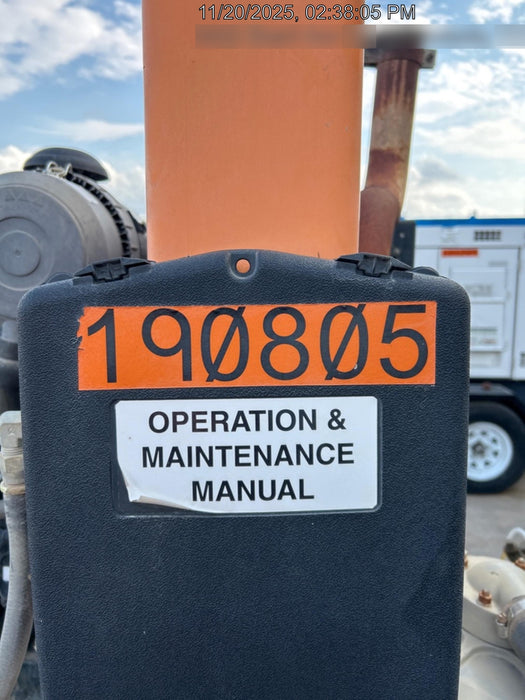 11/20/2025, 02:38:05 PM
190805
OPERATION &
MAINTENANCE
MANUAL